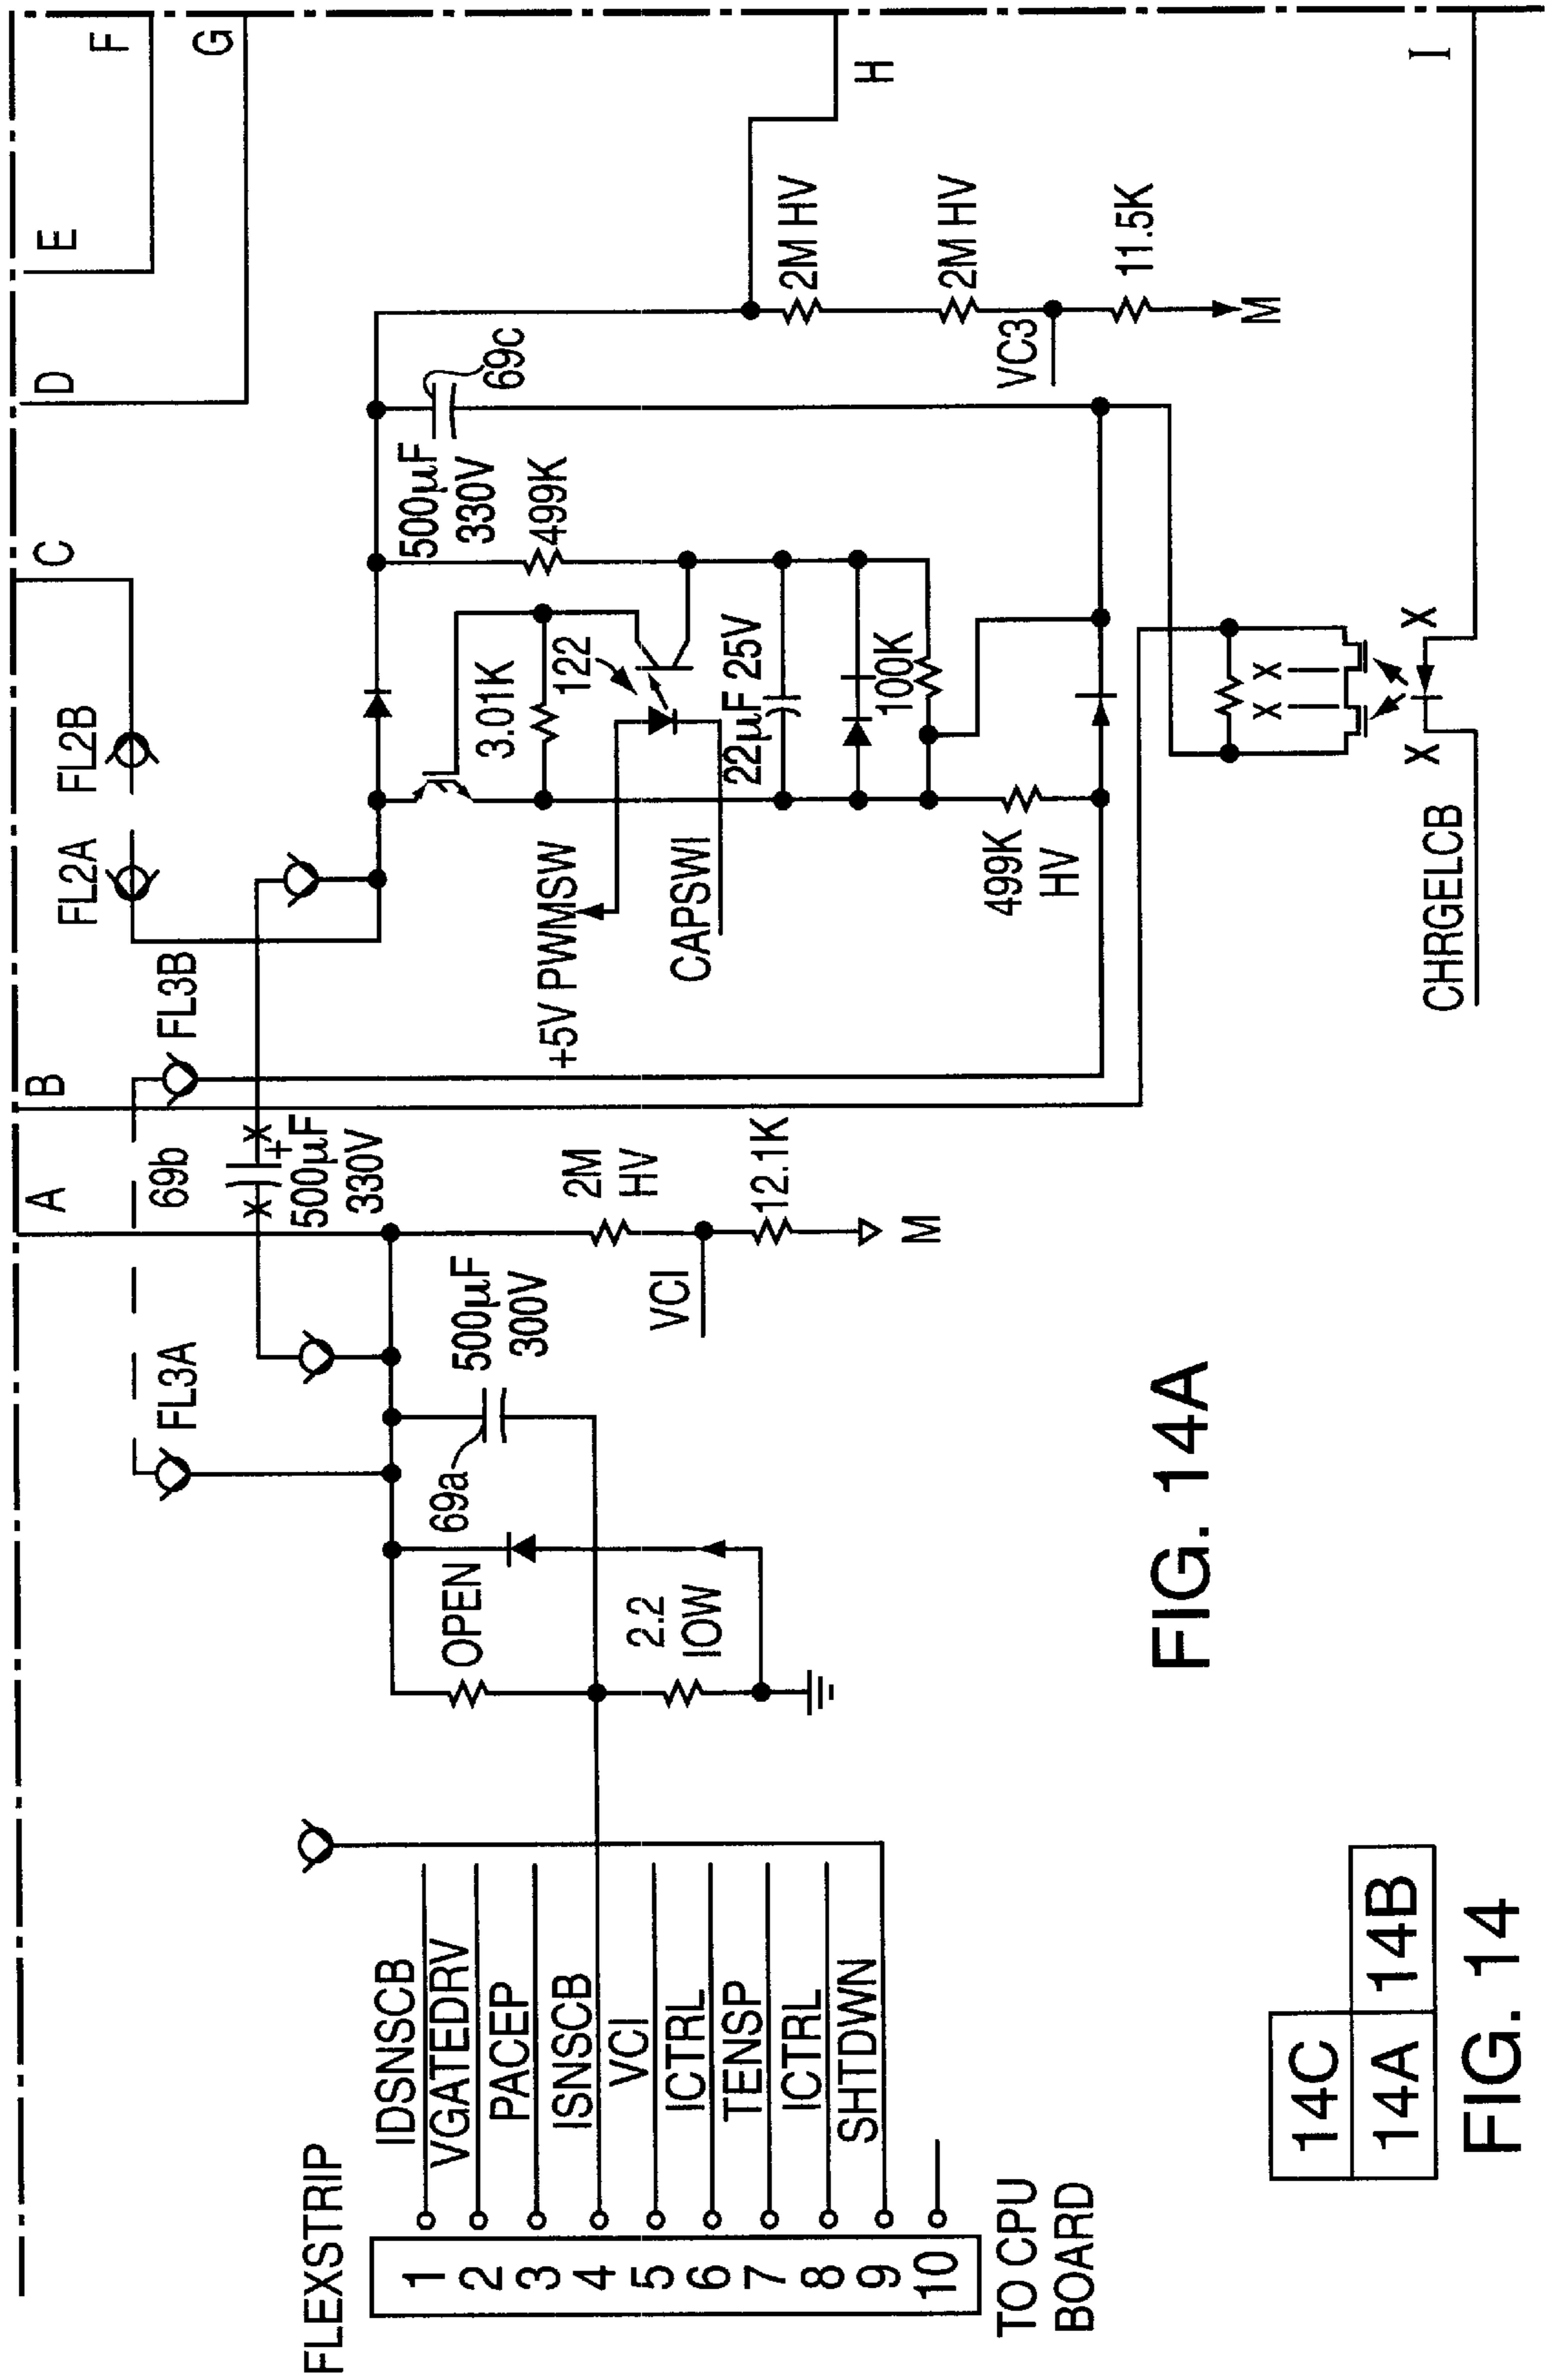 FLEXSTRIP
1 IDSNSCB
2 VGATEDRV
3 PACEP
4 ISNSCB
5 VCI
6 ICTRL
7 TENSP
8 ICTRL
9 SHTDWN
10
TO CPU
BOARD
FL3A
FL3B
FL2A
FL2B
69b
A
B
C
D
E
F
G
H
I
X
X
+
500µF
330V
OPEN
69a
500µF
300V
2.2
IOW
2M
HV
VCI
12.1K
M
+5V PWMSW
CAPSWI
3.01K
122
22µF 25V
100K
499K
499K
HV
500µF
330V
69c
2M HV
2M HV
VC3
11.5K
M
X X
X
X
CHRGELCB
FIG. 14A
14C
14A 14B
FIG. 14